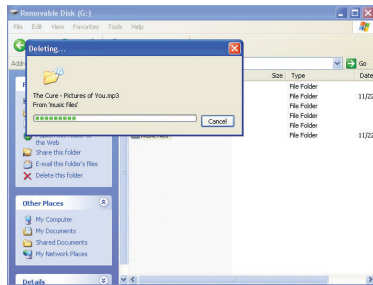 Removable Disk (G:)
File Edit View Favorites Tools Help
Deleting...
Go
Size Type Date
The Cure - Pictures of You.mp3
From 'music files'
Cancel
File Folder
File Folder 11/22
File Folder
File Folder
File Folder
File Folder 11/22
the Web
Share this folder
E-mail this folder's files
Delete this folder
Other Places
My Computer
My Documents
Shared Documents
My Network Places
Details